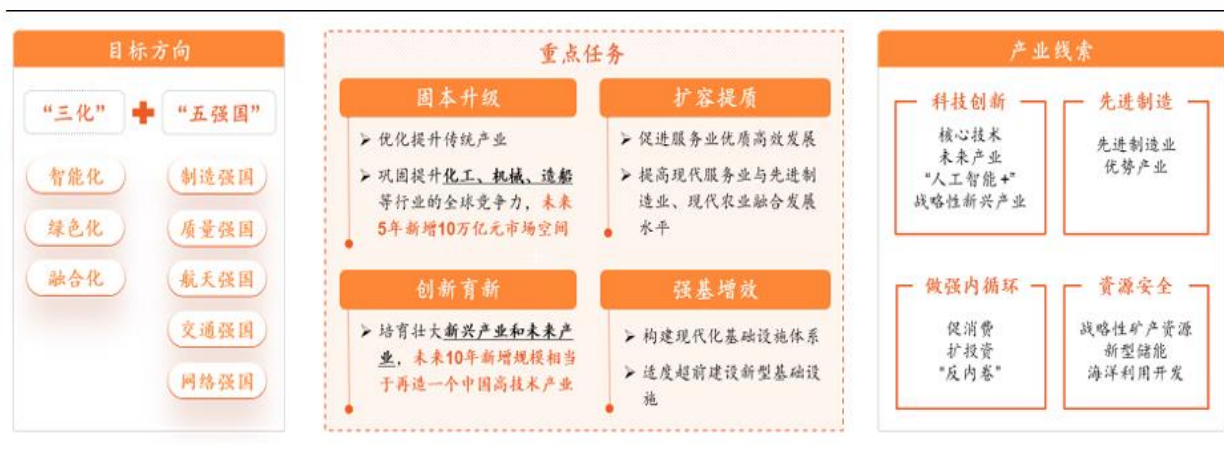 目标方向
“三化”
“五强国”
智能化
制造强国
绿色化
质量强国
融合化
航天强国
交通强国
网络强国
重点任务
固本升级
➢ 优化提升传统产业
➢ 巩固提升化工、机械、造船
等行业的全球竞争力，未来
5年新增10万亿元市场空间
扩容提质
➢ 促进服务业优质高效发展
➢ 提高现代服务业与先进制
造业、现代农业融合发展
水平
创新育新
➢ 培育壮大新兴产业和未来产
业，未来10年新增规模相当
于再造一个中国高技术产业
强基增效
➢ 构建现代化基础设施体系
➢ 适度超前建设新型基础设
施
产业线索
科技创新
核心技术
未来产业
“人工智能+”
战略性新兴产业
先进制造
先进制造业
优势产业
做强内循环
促消费
扩投资
“反内卷”
资源安全
战略性矿产资源
新型储能
海洋利用开发